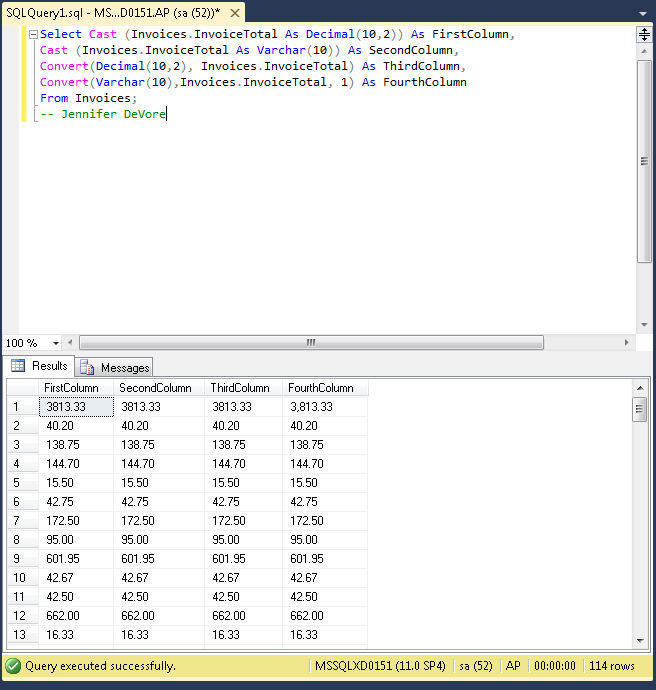 SQLQuery1.sql - MS...D0151.AP (sa (52))*
Select Cast (Invoices.InvoiceTotal As Decimal(10,2)) As FirstColumn,
Cast (Invoices.InvoiceTotal As Varchar(10)) As SecondColumn,
Convert(Decimal(10,2), Invoices.InvoiceTotal) As ThirdColumn,
Convert(Varchar(10),Invoices.InvoiceTotal, 1) As FourthColumn
From Invoices;
-- Jennifer DeVore
100 %
Results Messages
FirstColumn SecondColumn ThirdColumn FourthColumn
1 3813.33 3813.33 3813.33 3,813.33
2 40.20 40.20 40.20 40.20
3 138.75 138.75 138.75 138.75
4 144.70 144.70 144.70 144.70
5 15.50 15.50 15.50 15.50
6 42.75 42.75 42.75 42.75
7 172.50 172.50 172.50 172.50
8 95.00 95.00 95.00 95.00
9 601.95 601.95 601.95 601.95
10 42.67 42.67 42.67 42.67
11 42.50 42.50 42.50 42.50
12 662.00 662.00 662.00 662.00
13 16.33 16.33 16.33 16.33
Query executed successfully. MSSQLXD0151 (11.0 SP4) sa (52) AP 00:00:00 114 rows